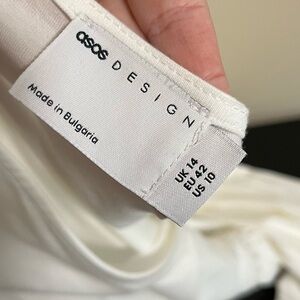 asos DESIGN
Made in Bulgaria
UK 14
EU 42
US 10